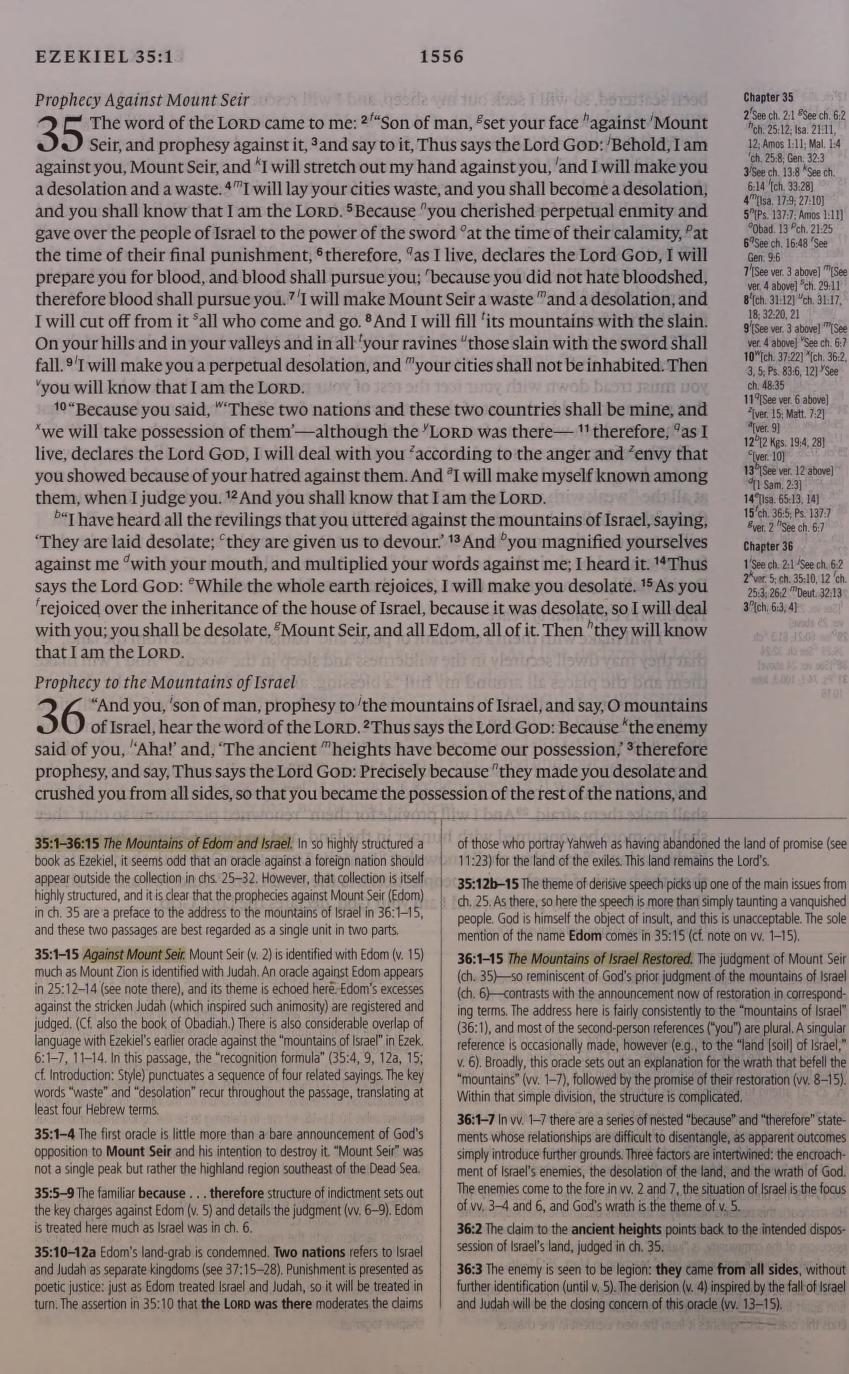 EZEKIEL 35:1
1556
Prophecy Against Mount Seir
35 The word of the LORD came to me: 2 f“Son of man, gset your face hagainst iMount
Seir, and prophesy against it, 3 and say to it, Thus says the Lord GOD: jBehold, I am
against you, Mount Seir, and kI will stretch out my hand against you, land I will make you
a desolation and a waste. 4 mI will lay your cities waste, and you shall become a desolation,
and you shall know that I am the LORD. 5 Because nyou cherished perpetual enmity and
gave over the people of Israel to the power of the sword oat the time of their calamity, pat
the time of their final punishment, 6 therefore, qas I live, declares the Lord GOD, I will
prepare you for blood, and blood shall pursue you; rbecause you did not hate bloodshed,
therefore blood shall pursue you. 7 lI will make Mount Seir a waste mand a desolation, and
I will cut off from it sall who come and go. 8 And I will fill tits mountains with the slain.
On your hills and in your valleys and in all tyour ravines uthose slain with the sword shall
fall. 9 lI will make you a perpetual desolation, and myour cities shall not be inhabited. Then
vyou will know that I am the LORD.
10 “Because you said, w‘These two nations and these two countries shall be mine, and
xwe will take possession of them’—although the yLORD was there— 11 therefore, qas I
live, declares the Lord GOD, I will deal with you zaccording to the anger and zenvy that
you showed because of your hatred against them. And aI will make myself known among
them, when I judge you. 12 And you shall know that I am the LORD.
b“I have heard all the revilings that you uttered against the mountains of Israel, saying,
‘They are laid desolate; cthey are given us to devour.’ 13 And byou magnified yourselves
against me dwith your mouth, and multiplied your words against me; I heard it. 14 Thus
says the Lord GOD: eWhile the whole earth rejoices, I will make you desolate. 15 As you
frejoiced over the inheritance of the house of Israel, because it was desolate, so I will deal
with you; you shall be desolate, gMount Seir, and all Edom, all of it. Then hthey will know
that I am the LORD.
Prophecy to the Mountains of Israel
36 “And you, ison of man, prophesy to jthe mountains of Israel, and say, O mountains
of Israel, hear the word of the LORD. 2 Thus says the Lord GOD: Because kthe enemy
said of you, l‘Aha!’ and, ‘The ancient mheights have become our possession,’ 3 therefore
prophesy, and say, Thus says the Lord GOD: Precisely because nthey made you desolate and
crushed you from all sides, so that you became the possession of the rest of the nations, and
Chapter 35
2 fSee ch. 2:1 gSee ch. 6:2
hch. 25:12; Isa. 21:11,
12; Amos 1:11; Mal. 1:4
ich. 25:8; Gen. 32:3
3 jSee ch. 13:8 kSee ch.
6:14 l[ch. 33:28]
4 m[Isa. 17:9; 27:10]
5 n[Ps. 137:7; Amos 1:11]
oObad. 13 pch. 21:25
6 qSee ch. 16:48 rSee
Gen. 9:6
7 l[See ver. 3 above] m[See
ver. 4 above] sch. 29:11
8 t[ch. 31:12] uch. 31:17,
18; 32:20, 21
9 l[See ver. 3 above] m[See
ver. 4 above] vSee ch. 6:7
10 w[ch. 37:22] x[ch. 36:2,
3, 5; Ps. 83:6, 12] ySee
ch. 48:35
11 q[See ver. 6 above]
z[ver. 15; Matt. 7:2]
a[ver. 9]
12 b[2 Kgs. 19:4, 28]
c[ver. 10]
13 b[See ver. 12 above]
d[1 Sam. 2:3]
14 e[Isa. 65:13, 14]
15 fch. 36:5; Ps. 137:7
gver. 2 hSee ch. 6:7
Chapter 36
1 iSee ch. 2:1 jSee ch. 6:2
2 kver. 5; ch. 35:10, 12 lch.
25:3; 26:2 mDeut. 32:13
3 n[ch. 6:3, 4]
35:1–36:15 The Mountains of Edom and Israel. In so highly structured a
book as Ezekiel, it seems odd that an oracle against a foreign nation should
appear outside the collection in chs. 25–32. However, that collection is itself
highly structured, and it is clear that the prophecies against Mount Seir (Edom)
in ch. 35 are a preface to the address to the mountains of Israel in 36:1–15,
and these two passages are best regarded as a single unit in two parts.
35:1–15 Against Mount Seir. Mount Seir (v. 2) is identified with Edom (v. 15)
much as Mount Zion is identified with Judah. An oracle against Edom appears
in 25:12–14 (see note there), and its theme is echoed here. Edom's excesses
against the stricken Judah (which inspired such animosity) are registered and
judged. (Cf. also the book of Obadiah.) There is also considerable overlap of
language with Ezekiel's earlier oracle against the “mountains of Israel” in Ezek.
6:1–7, 11–14. In this passage, the “recognition formula” (35:4, 9, 12a, 15;
cf. Introduction: Style) punctuates a sequence of four related sayings. The key
words “waste” and “desolation” recur throughout the passage, translating at
least four Hebrew terms.
35:1–4 The first oracle is little more than a bare announcement of God's
opposition to Mount Seir and his intention to destroy it. “Mount Seir” was
not a single peak but rather the highland region southeast of the Dead Sea.
35:5–9 The familiar because . . . therefore structure of indictment sets out
the key charges against Edom (v. 5) and details the judgment (vv. 6–9). Edom
is treated here much as Israel was in ch. 6.
35:10–12a Edom's land-grab is condemned. Two nations refers to Israel
and Judah as separate kingdoms (see 37:15–28). Punishment is presented as
poetic justice: just as Edom treated Israel and Judah, so it will be treated in
turn. The assertion in 35:10 that the LORD was there moderates the claims
of those who portray Yahweh as having abandoned the land of promise (see
11:23) for the land of the exiles. This land remains the Lord's.
35:12b–15 The theme of derisive speech picks up one of the main issues from
ch. 25. As there, so here the speech is more than simply taunting a vanquished
people. God is himself the object of insult, and this is unacceptable. The sole
mention of the name Edom comes in 35:15 (cf. note on vv. 1–15).
36:1–15 The Mountains of Israel Restored. The judgment of Mount Seir
(ch. 35)—so reminiscent of God's prior judgment of the mountains of Israel
(ch. 6)—contrasts with the announcement now of restoration in correspond-
ing terms. The address here is fairly consistently to the “mountains of Israel”
(36:1), and most of the second-person references (“you”) are plural. A singular
reference is occasionally made, however (e.g., to the “land [soil] of Israel,”
v. 6). Broadly, this oracle sets out an explanation for the wrath that befell the
“mountains” (vv. 1–7), followed by the promise of their restoration (vv. 8–15).
Within that simple division, the structure is complicated.
36:1–7 In vv. 1–7 there are a series of nested “because” and “therefore” state-
ments whose relationships are difficult to disentangle, as apparent outcomes
simply introduce further grounds. Three factors are intertwined: the encroach-
ment of Israel's enemies, the desolation of the land, and the wrath of God.
The enemies come to the fore in vv. 2 and 7, the situation of Israel is the focus
of vv. 3–4 and 6, and God's wrath is the theme of v. 5.
36:2 The claim to the ancient heights points back to the intended dispos-
session of Israel's land, judged in ch. 35.
36:3 The enemy is seen to be legion: they came from all sides, without
further identification (until v. 5). The derision (v. 4) inspired by the fall of Israel
and Judah will be the closing concern of this oracle (vv. 13–15).